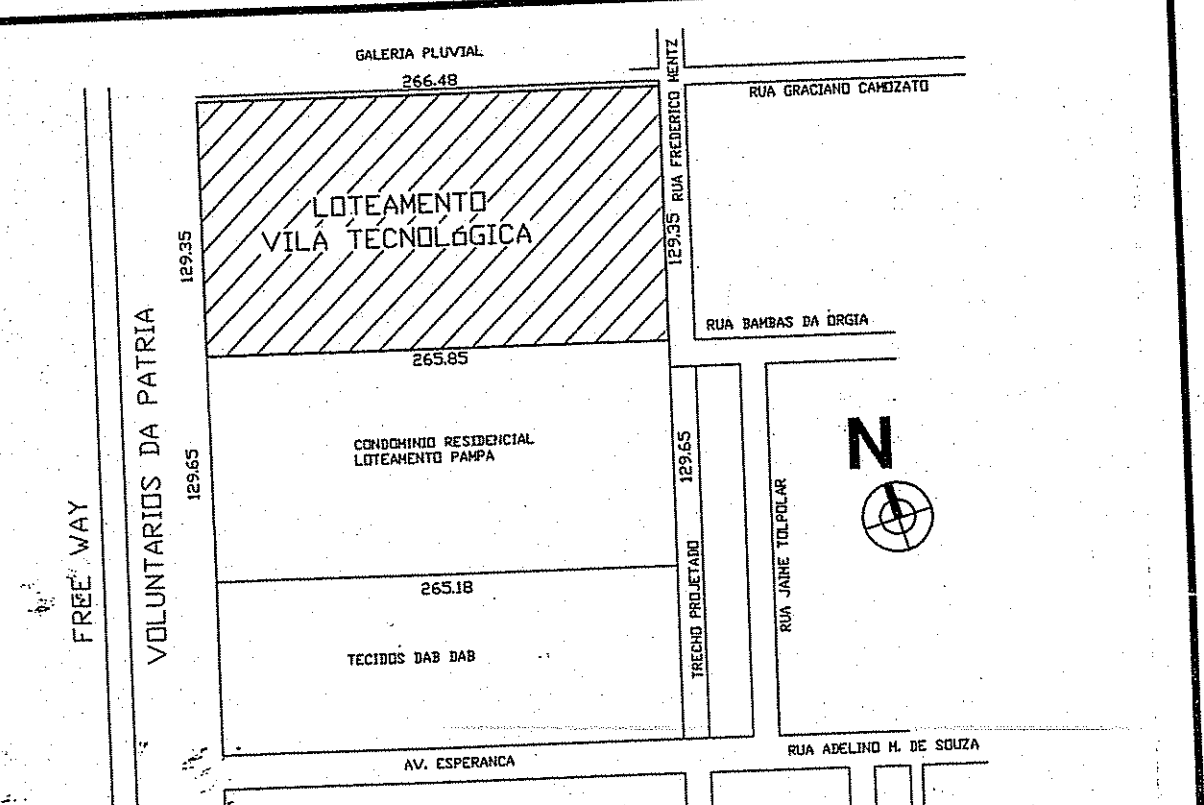 GALERIA PLUVIAL
266.48
RUA GRACIANO CAMOZATO
RUA FREDERICO MENTZ
LOTEAMENTO
VILA TECNOLóGICA
129.35
129.35
RUA BAMBAS DA ORGIA
265.85
VOLUNTARIOS DA PATRIA
FREE WAY
CONDOMINIO RESIDENCIAL
LOTEAMENTO PAMPA
129.65
129.65
N
RUA JAIME TOLPOLAR
TRECHO PROJETADO
265.18
TECIDOS DAB DAB
AV. ESPERANCA
RUA ADELINO M. DE SOUZA